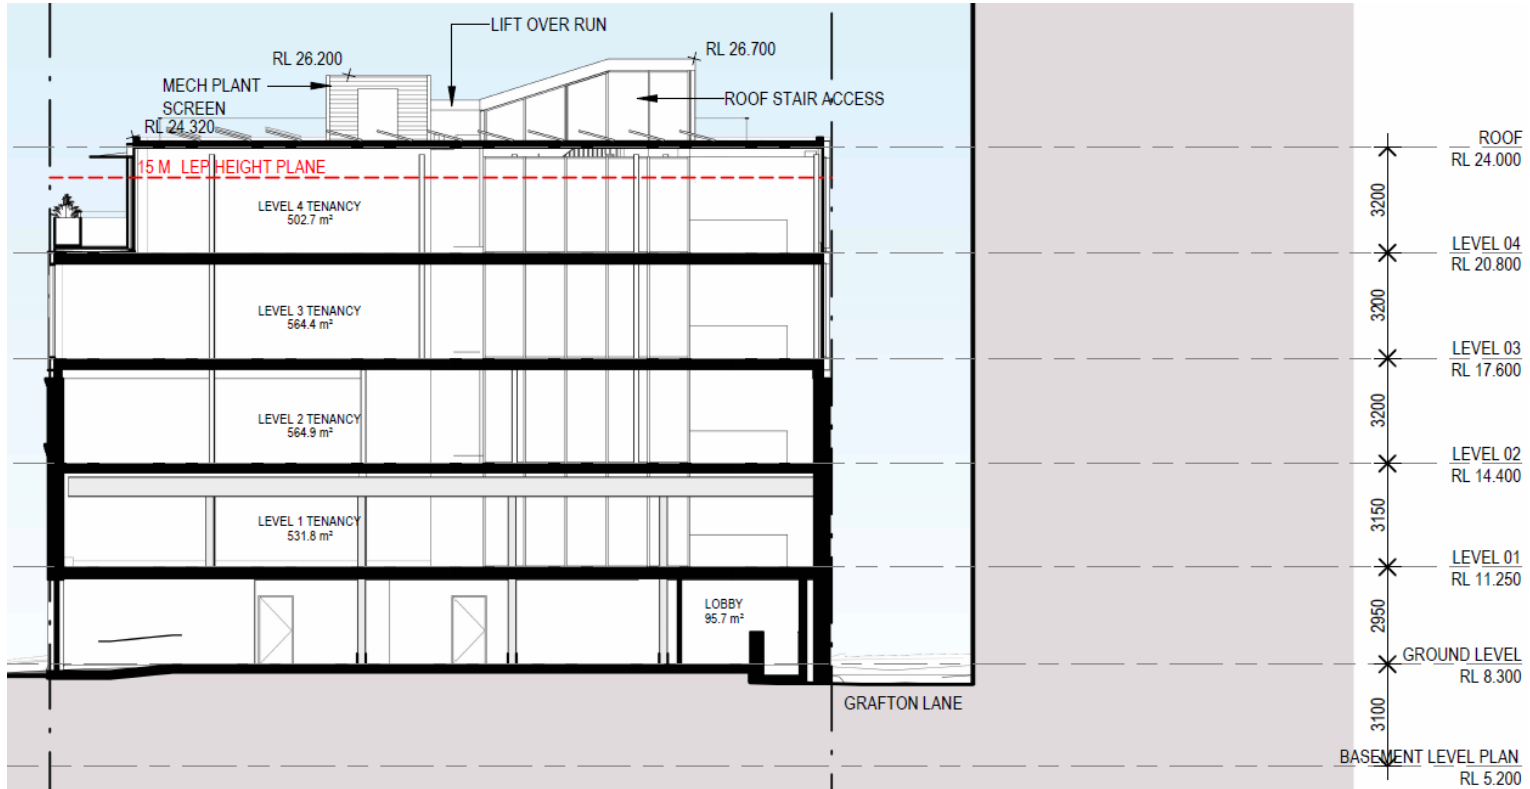 LIFT OVER RUN
RL 26.200
RL 26.700
MECH PLANT
SCREEN
ROOF STAIR ACCESS
RL 24.320
ROOF
RL 24.000
15 M LEP HEIGHT PLANE
3200
LEVEL 4 TENANCY
502.7 m²
LEVEL 04
RL 20.800
LEVEL 3 TENANCY
564.4 m²
3200
LEVEL 03
RL 17.600
LEVEL 2 TENANCY
564.9 m²
3200
LEVEL 02
RL 14.400
LEVEL 1 TENANCY
531.8 m²
3150
LEVEL 01
RL 11.250
LOBBY
95.7 m²
2950
GROUND LEVEL
RL 8.300
GRAFTON LANE
3100
BASEMENT LEVEL PLAN
RL 5.200